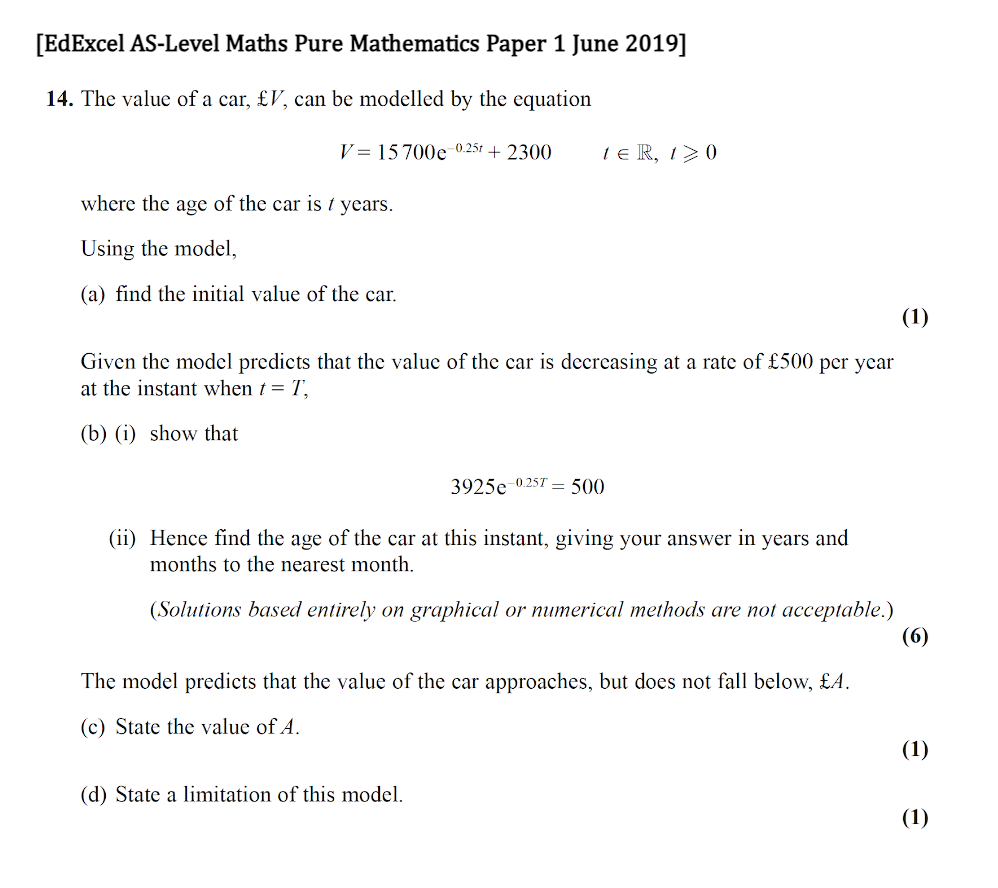 [EdExcel AS-Level Maths Pure Mathematics Paper 1 June 2019]
14. The value of a car, £V, can be modelled by the equation
V = 15 700e^{-0.25t} + 2300 t ∈ ℝ, t ⩾ 0
where the age of the car is t years.
Using the model,
(a) find the initial value of the car.
(1)
Given the model predicts that the value of the car is decreasing at a rate of £500 per year
at the instant when t = T,
(b) (i) show that
3925e^{-0.25T} = 500
(ii) Hence find the age of the car at this instant, giving your answer in years and
months to the nearest month.
(Solutions based entirely on graphical or numerical methods are not acceptable.)
(6)
The model predicts that the value of the car approaches, but does not fall below, £A.
(c) State the value of A.
(1)
(d) State a limitation of this model.
(1)